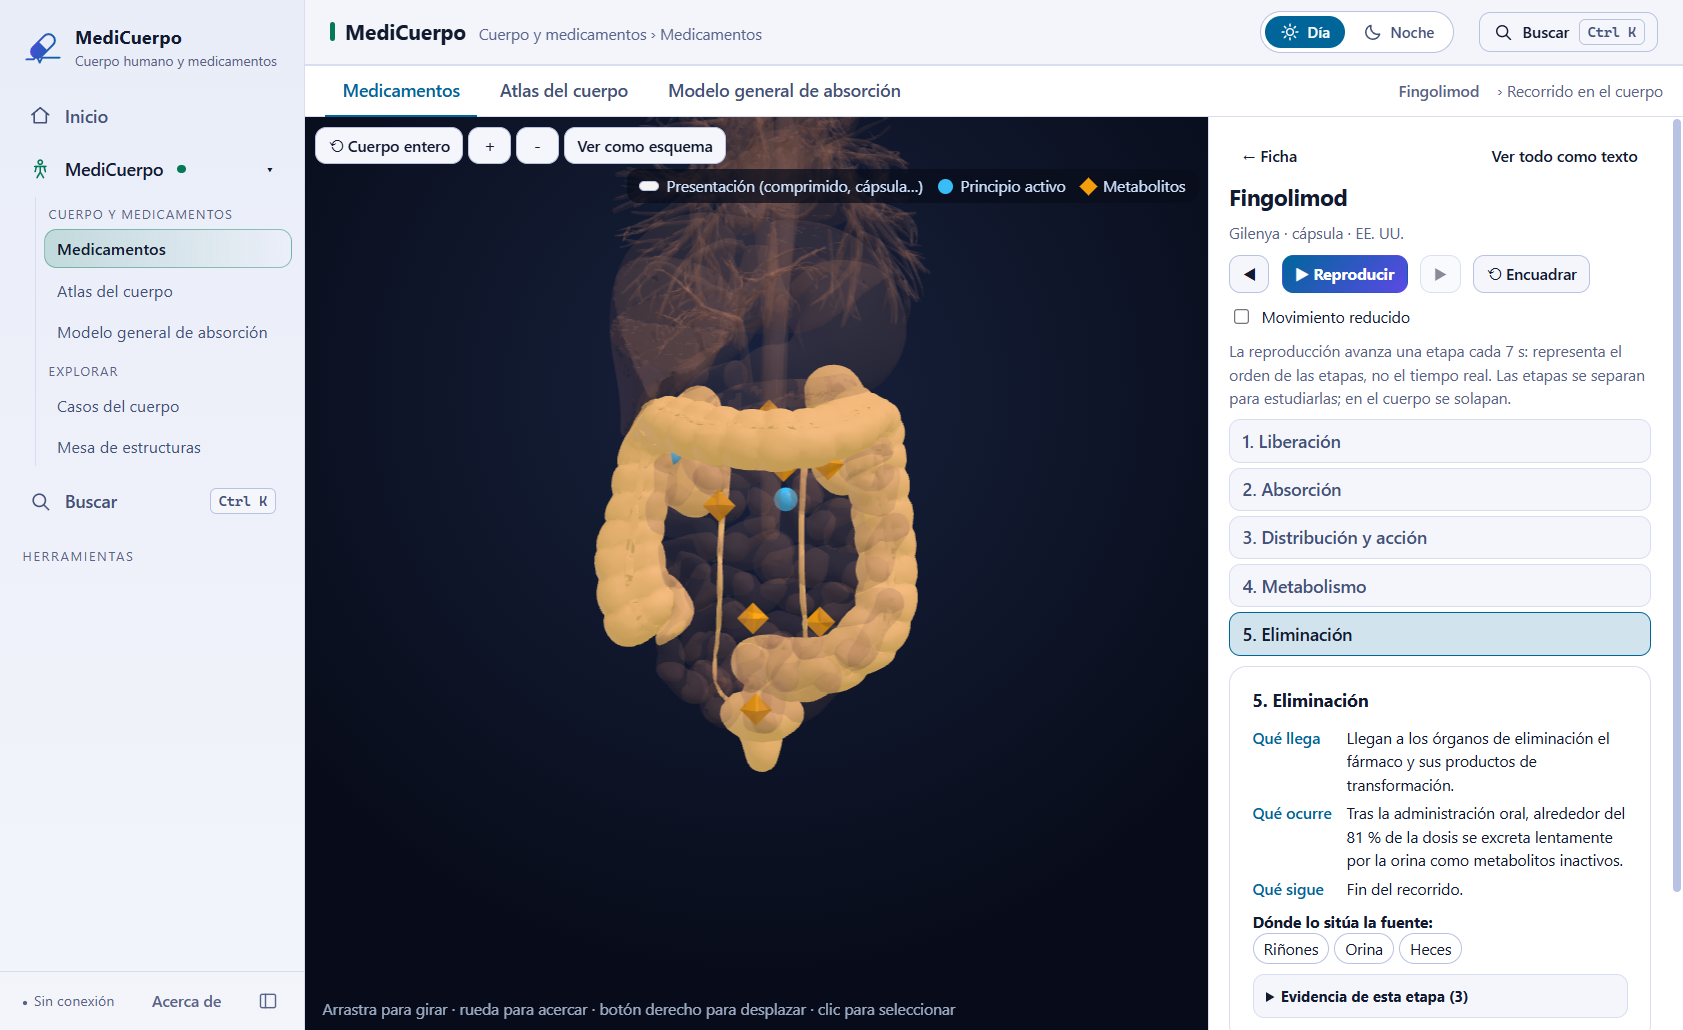 MediCuerpo
Cuerpo humano y medicamentos
Inicio
MediCuerpo
CUERPO Y MEDICAMENTOS
Medicamentos
Atlas del cuerpo
Modelo general de absorción
EXPLORAR
Casos del cuerpo
Mesa de estructuras
Buscar Ctrl K
HERRAMIENTAS
Sin conexión Acerca de
MediCuerpo Cuerpo y medicamentos › Medicamentos
Día Noche
Buscar Ctrl K
Medicamentos Atlas del cuerpo Modelo general de absorción
Fingolimod › Recorrido en el cuerpo
Cuerpo entero + - Ver como esquema
Presentación (comprimido, cápsula...) Principio activo Metabolitos
Arrastra para girar · rueda para acercar · botón derecho para desplazar · clic para seleccionar
← Ficha Ver todo como texto
Fingolimod
Gilenya · cápsula · EE. UU.
Reproducir Encuadrar
Movimiento reducido
La reproducción avanza una etapa cada 7 s: representa el
orden de las etapas, no el tiempo real. Las etapas se separan
para estudiarlas; en el cuerpo se solapan.
1. Liberación
2. Absorción
3. Distribución y acción
4. Metabolismo
5. Eliminación
5. Eliminación
Qué llega Llegan a los órganos de eliminación el
fármaco y sus productos de
transformación.
Qué ocurre Tras la administración oral, alrededor del
81 % de la dosis se excreta lentamente
por la orina como metabolitos inactivos.
Qué sigue Fin del recorrido.
Dónde lo sitúa la fuente:
Riñones Orina Heces
Evidencia de esta etapa (3)